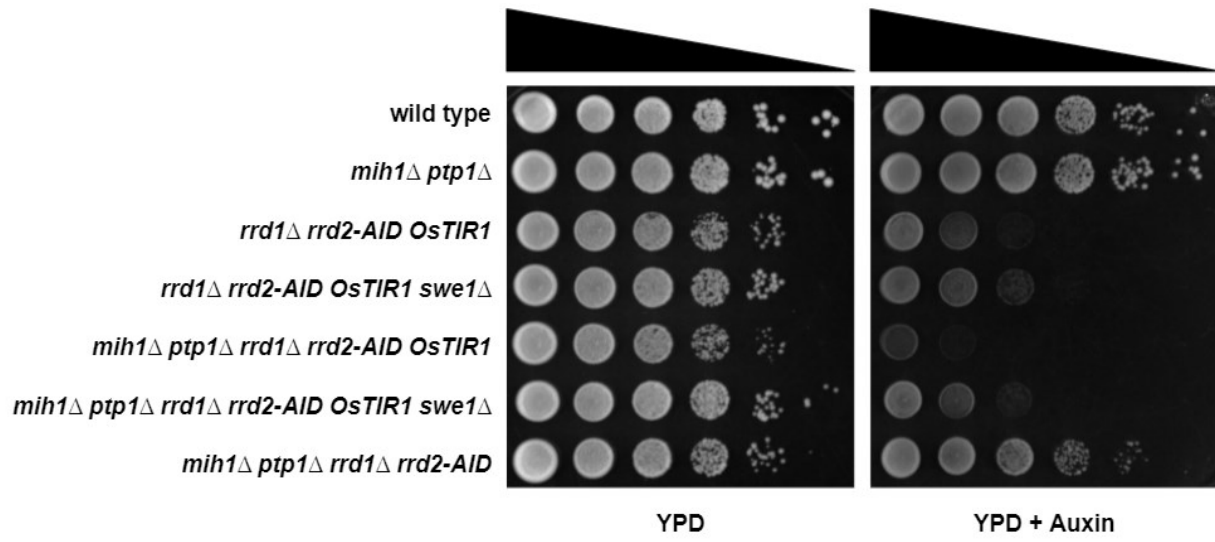 wild type
mih1Δ ptp1Δ
rrd1Δ rrd2-AID OsTIR1
rrd1Δ rrd2-AID OsTIR1 swe1Δ
mih1Δ ptp1Δ rrd1Δ rrd2-AID OsTIR1
mih1Δ ptp1Δ rrd1Δ rrd2-AID OsTIR1 swe1Δ
mih1Δ ptp1Δ rrd1Δ rrd2-AID
YPD
YPD + Auxin